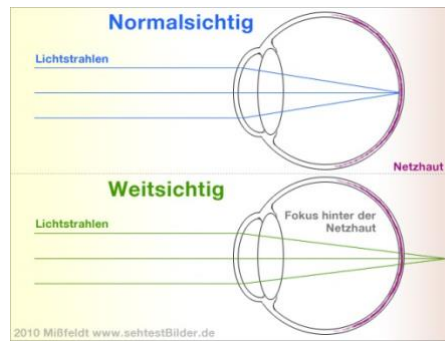 Normalsichtig
Lichtstrahlen
Netzhaut
Weitsichtig
Lichtstrahlen
Fokus hinter der
Netzhaut
2010 Mißfeldt www.sehtestBilder.de